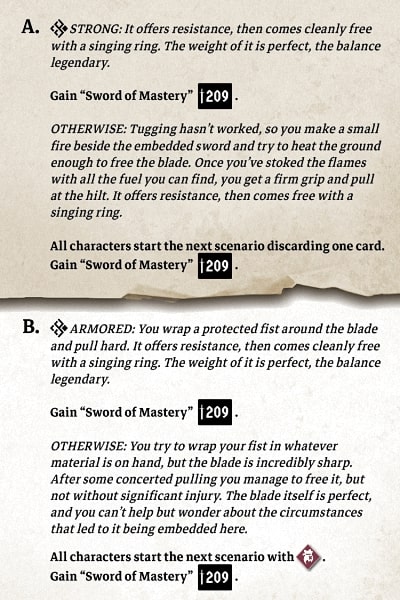 A. STRONG: It offers resistance, then comes cleanly free
with a singing ring. The weight of it is perfect, the balance
legendary.
Gain “Sword of Mastery” 209 .
OTHERWISE: Tugging hasn’t worked, so you make a small
fire beside the embedded sword and try to heat the ground
enough to free the blade. Once you’ve stoked the flames
with all the fuel you can find, you get a firm grip and pull
at the hilt. It offers resistance, then comes free with a
singing ring.
All characters start the next scenario discarding one card.
Gain “Sword of Mastery” 209 .
B. ARMORED: You wrap a protected fist around the blade
and pull hard. It offers resistance, then comes cleanly free
with a singing ring. The weight of it is perfect, the balance
legendary.
Gain “Sword of Mastery” 209 .
OTHERWISE: You try to wrap your fist in whatever
material is on hand, but the blade is incredibly sharp.
After some concerted pulling you manage to free it, but
not without significant injury. The blade itself is perfect,
and you can’t help but wonder about the circumstances
that led to it being embedded here.
All characters start the next scenario with .
Gain “Sword of Mastery” 209 .